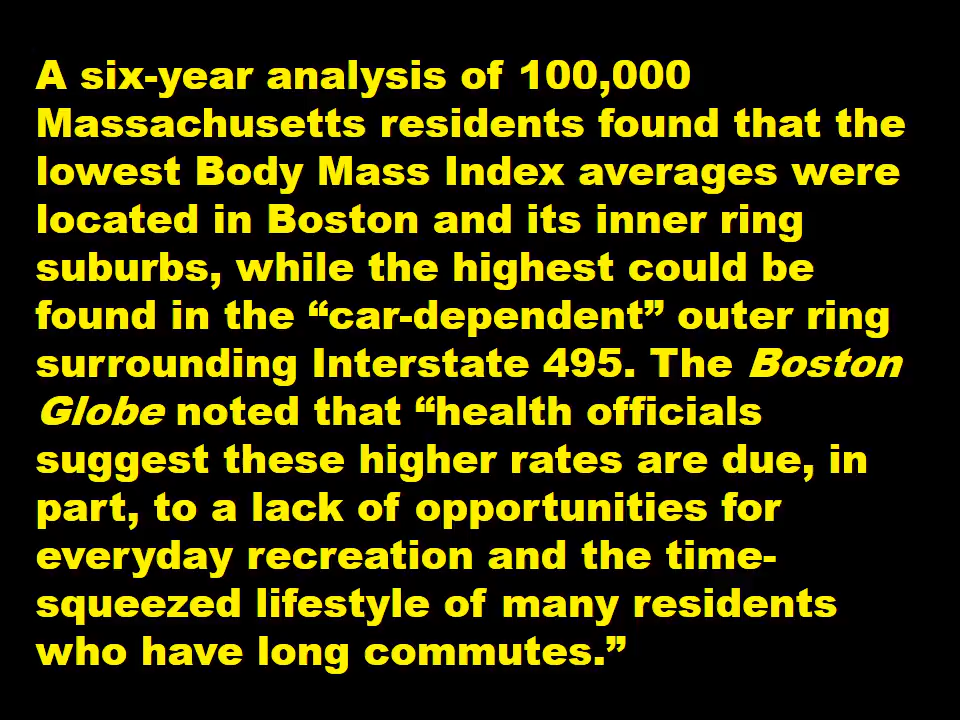 A six-year analysis of 100,000
Massachusetts residents found that the
lowest Body Mass Index averages were
located in Boston and its inner ring
suburbs, while the highest could be
found in the “car-dependent” outer ring
surrounding Interstate 495. The Boston
Globe noted that “health officials
suggest these higher rates are due, in
part, to a lack of opportunities for
everyday recreation and the time-
squeezed lifestyle of many residents
who have long commutes.”